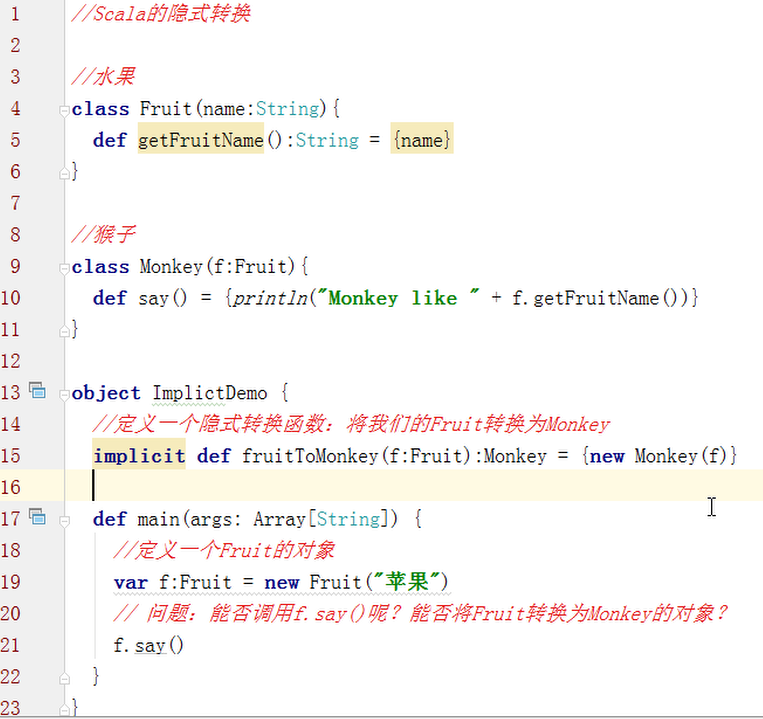 1 //Scala的隐式转换
2
3 //水果
4 class Fruit(name:String){
5   def getFruitName():String = {name}
6 }
7
8 //猴子
9 class Monkey(f:Fruit){
10   def say() = {println("Monkey like " + f.getFruitName())}
11 }
12
13 object ImplictDemo {
14   //定义一个隐式转换函数：将我们的Fruit转换为Monkey
15   implicit def fruitToMonkey(f:Fruit):Monkey = {new Monkey(f)}
16
17   def main(args: Array[String]) {
18     //定义一个Fruit的对象
19     var f:Fruit = new Fruit("苹果")
20     // 问题：能否调用f.say()呢？能否将Fruit转换为Monkey的对象？
21     f.say()
22   }
23 }